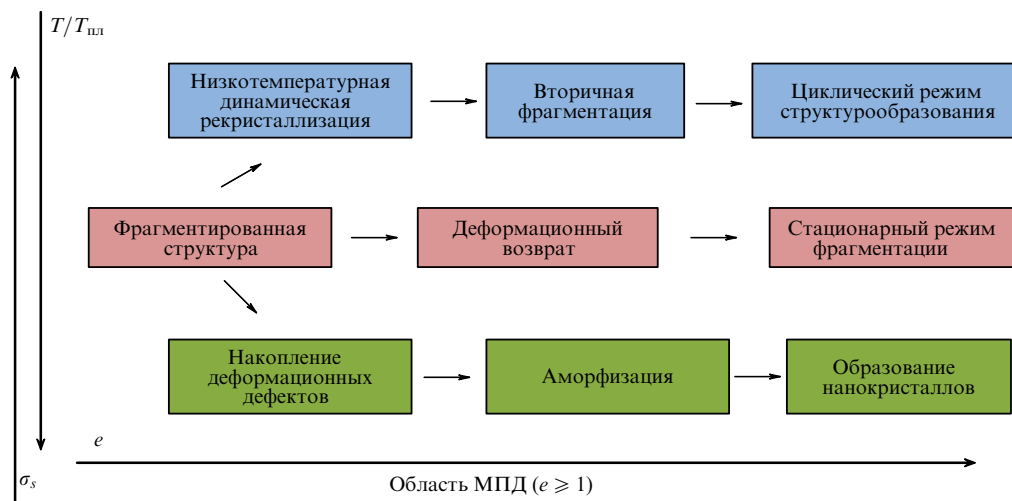 T/Tпл
Низкотемпературная
динамическая
рекристаллизация
Вторичная
фрагментация
Циклический режим
структурообразования
Фрагментированная
структура
Деформационный
возврат
Стационарный режим
фрагментации
Накопление
деформационных
дефектов
Аморфизация
Образование
нанокристаллов
e
σs
Область МПД (e ⩾ 1)